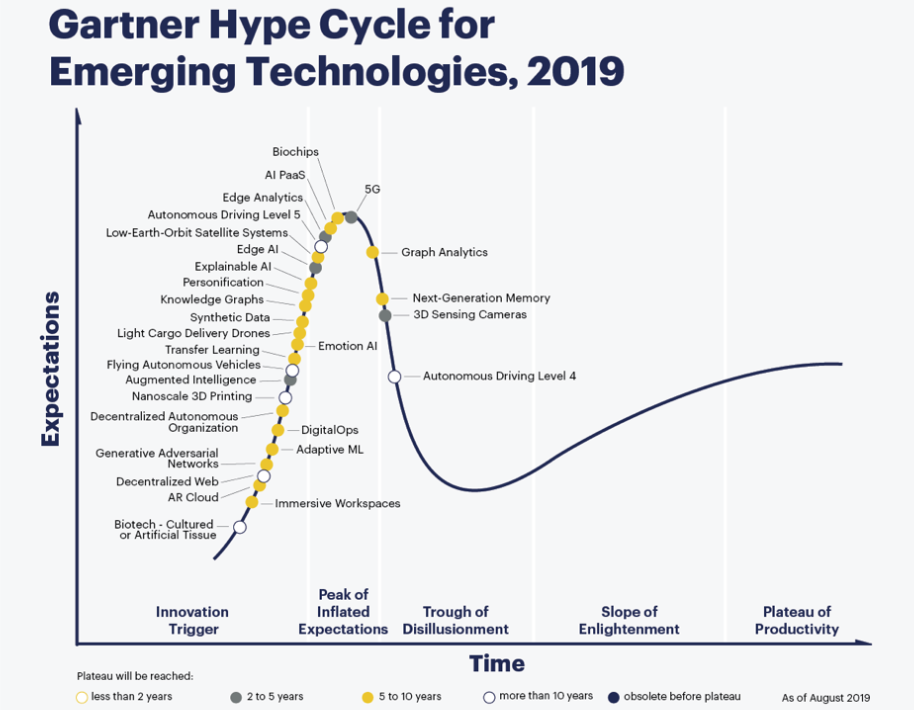 Gartner Hype Cycle for
Emerging Technologies, 2019
Expectations
Biochips
AI PaaS
5G
Edge Analytics
Autonomous Driving Level 5
Low-Earth-Orbit Satellite Systems
Edge AI
Graph Analytics
Explainable AI
Personification
Knowledge Graphs
Next-Generation Memory
Synthetic Data
3D Sensing Cameras
Light Cargo Delivery Drones
Emotion AI
Transfer Learning
Flying Autonomous Vehicles
Augmented Intelligence
Autonomous Driving Level 4
Nanoscale 3D Printing
Decentralized Autonomous
Organization
DigitalOps
Adaptive ML
Generative Adversarial
Networks
Decentralized Web
AR Cloud
Immersive Workspaces
Biotech - Cultured
or Artificial Tissue
Innovation
Trigger
Peak of
Inflated
Expectations
Trough of
Disillusionment
Slope of
Enlightenment
Plateau of
Productivity
Time
Plateau will be reached:
less than 2 years
2 to 5 years
5 to 10 years
more than 10 years
obsolete before plateau
As of August 2019